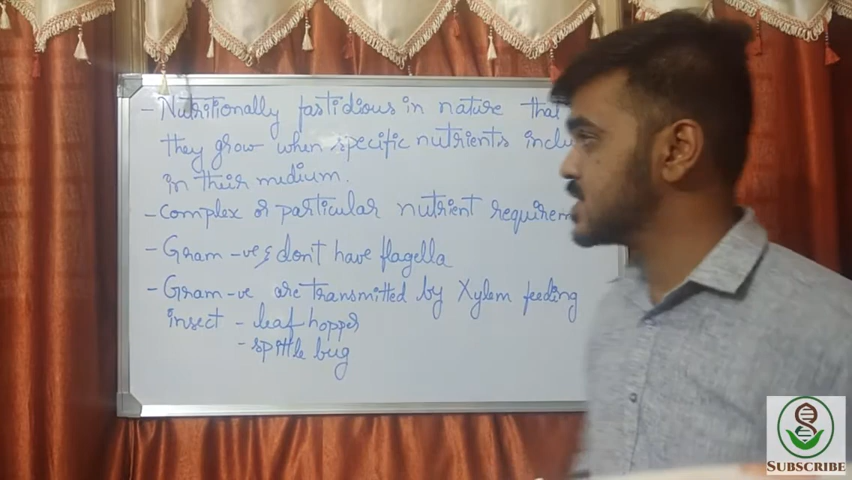 - Nutritionally fastidious in nature that
they grow when specific nutrients inclu
in their medium.
- Complex or particular nutrient requirem
- Gram -ve & don't have flagella
- Gram -ve are transmitted by Xylem feeding
insect - leaf hopper
- spittle bug
SUBSCRIBE